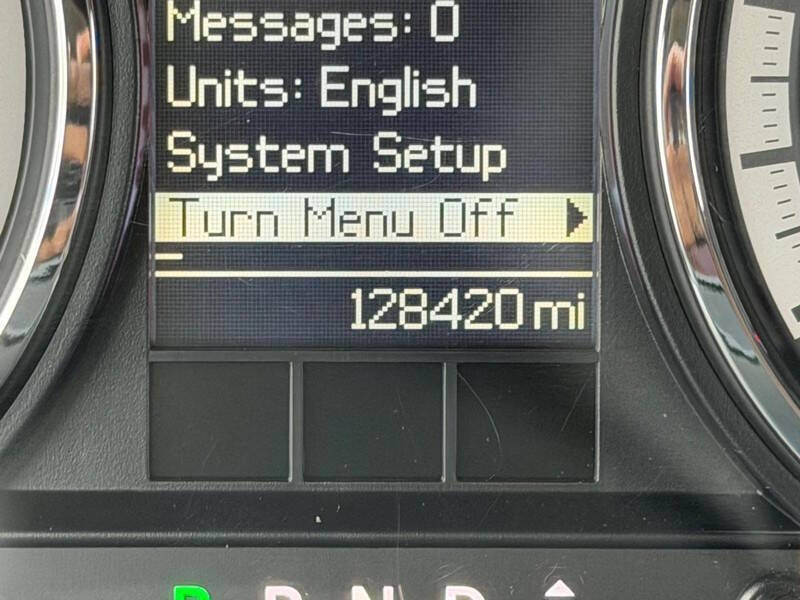 Messages: 0
Units: English
System Setup
Turn Menu Off
128420 mi
P R N D